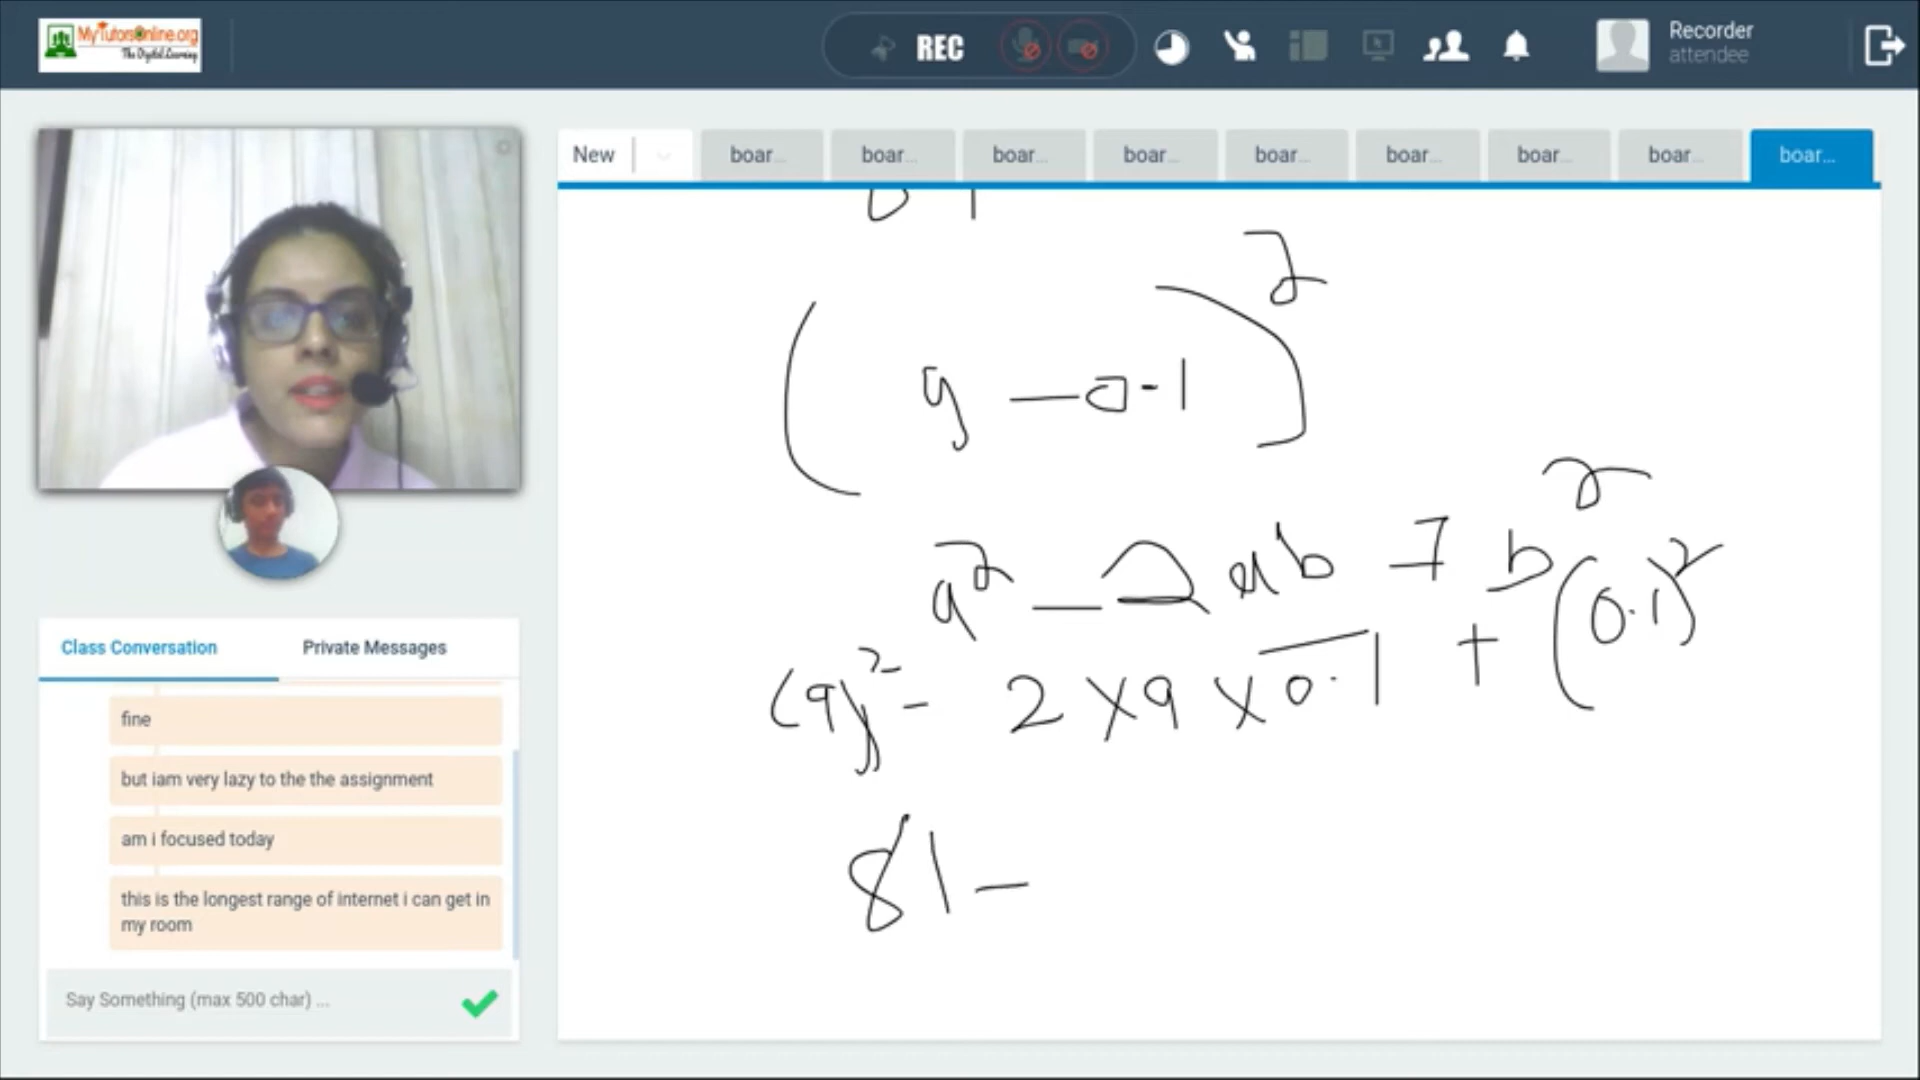 MyTutorsOnline.org
The Digital Learning
REC
Recorder
attendee
New
boar...
boar...
boar...
boar...
boar...
boar...
boar...
boar...
boar...
0.1
(9 - 0.1)²
a² - 2ab + b²
(9)² - 2 × 9 × 0.1 + (0.1)²
81 -
Class Conversation
Private Messages
fine
but iam very lazy to the the assignment
am i focused today
this is the longest range of internet i can get in
my room
Say Something (max 500 char) ...